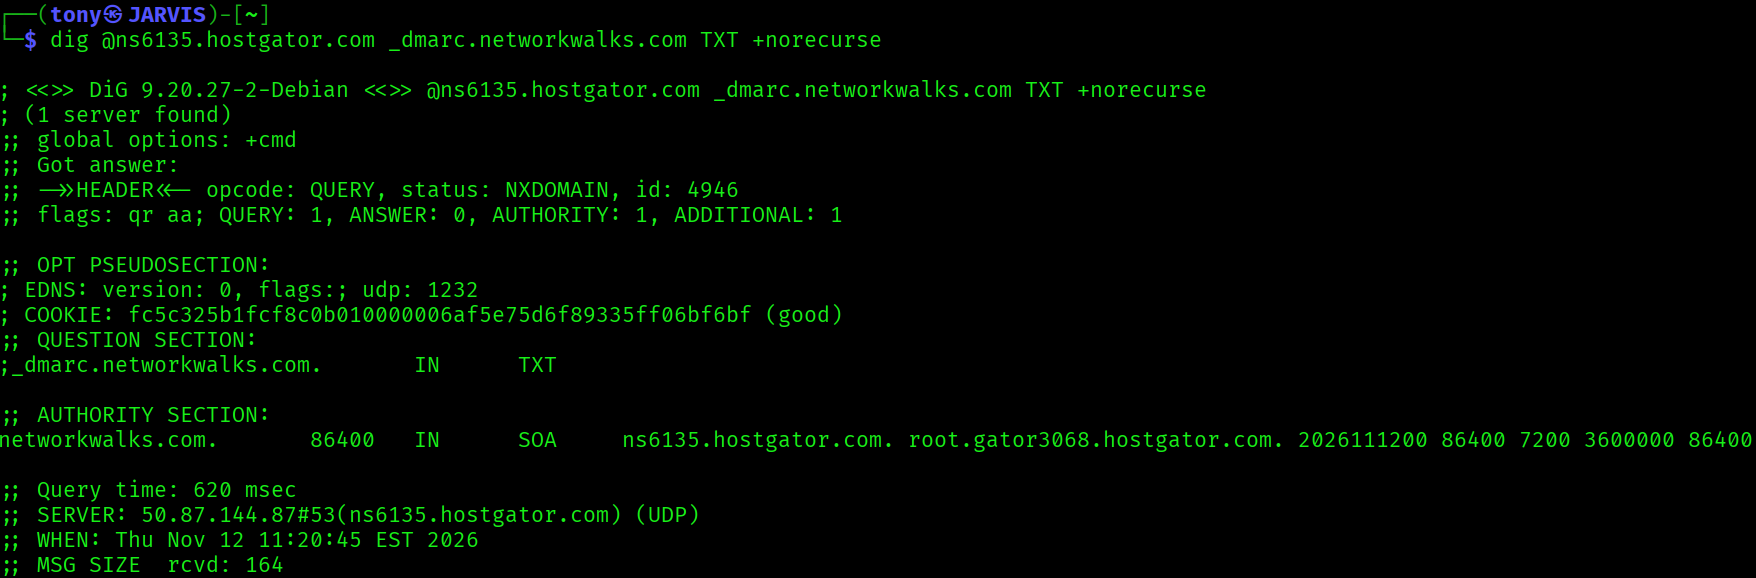 ┌──(tony㉿JARVIS)-[~]
└─$ dig @ns6135.hostgator.com _dmarc.networkwalks.com TXT +norecurse
; <<>> DiG 9.20.27-2-Debian <<>> @ns6135.hostgator.com _dmarc.networkwalks.com TXT +norecurse
; (1 server found)
;; global options: +cmd
;; Got answer:
;; ->>HEADER<<- opcode: QUERY, status: NXDOMAIN, id: 4946
;; flags: qr aa; QUERY: 1, ANSWER: 0, AUTHORITY: 1, ADDITIONAL: 1
;; OPT PSEUDOSECTION:
; EDNS: version: 0, flags:; udp: 1232
; COOKIE: fc5c325b1fcf8c0b010000006af5e75d6f89335ff06bf6bf (good)
;; QUESTION SECTION:
;_dmarc.networkwalks.com. IN TXT
;; AUTHORITY SECTION:
networkwalks.com. 86400 IN SOA ns6135.hostgator.com. root.gator3068.hostgator.com. 2026111200 86400 7200 3600000 86400
;; Query time: 620 msec
;; SERVER: 50.87.144.87#53(ns6135.hostgator.com) (UDP)
;; WHEN: Thu Nov 12 11:20:45 EST 2026
;; MSG SIZE rcvd: 164